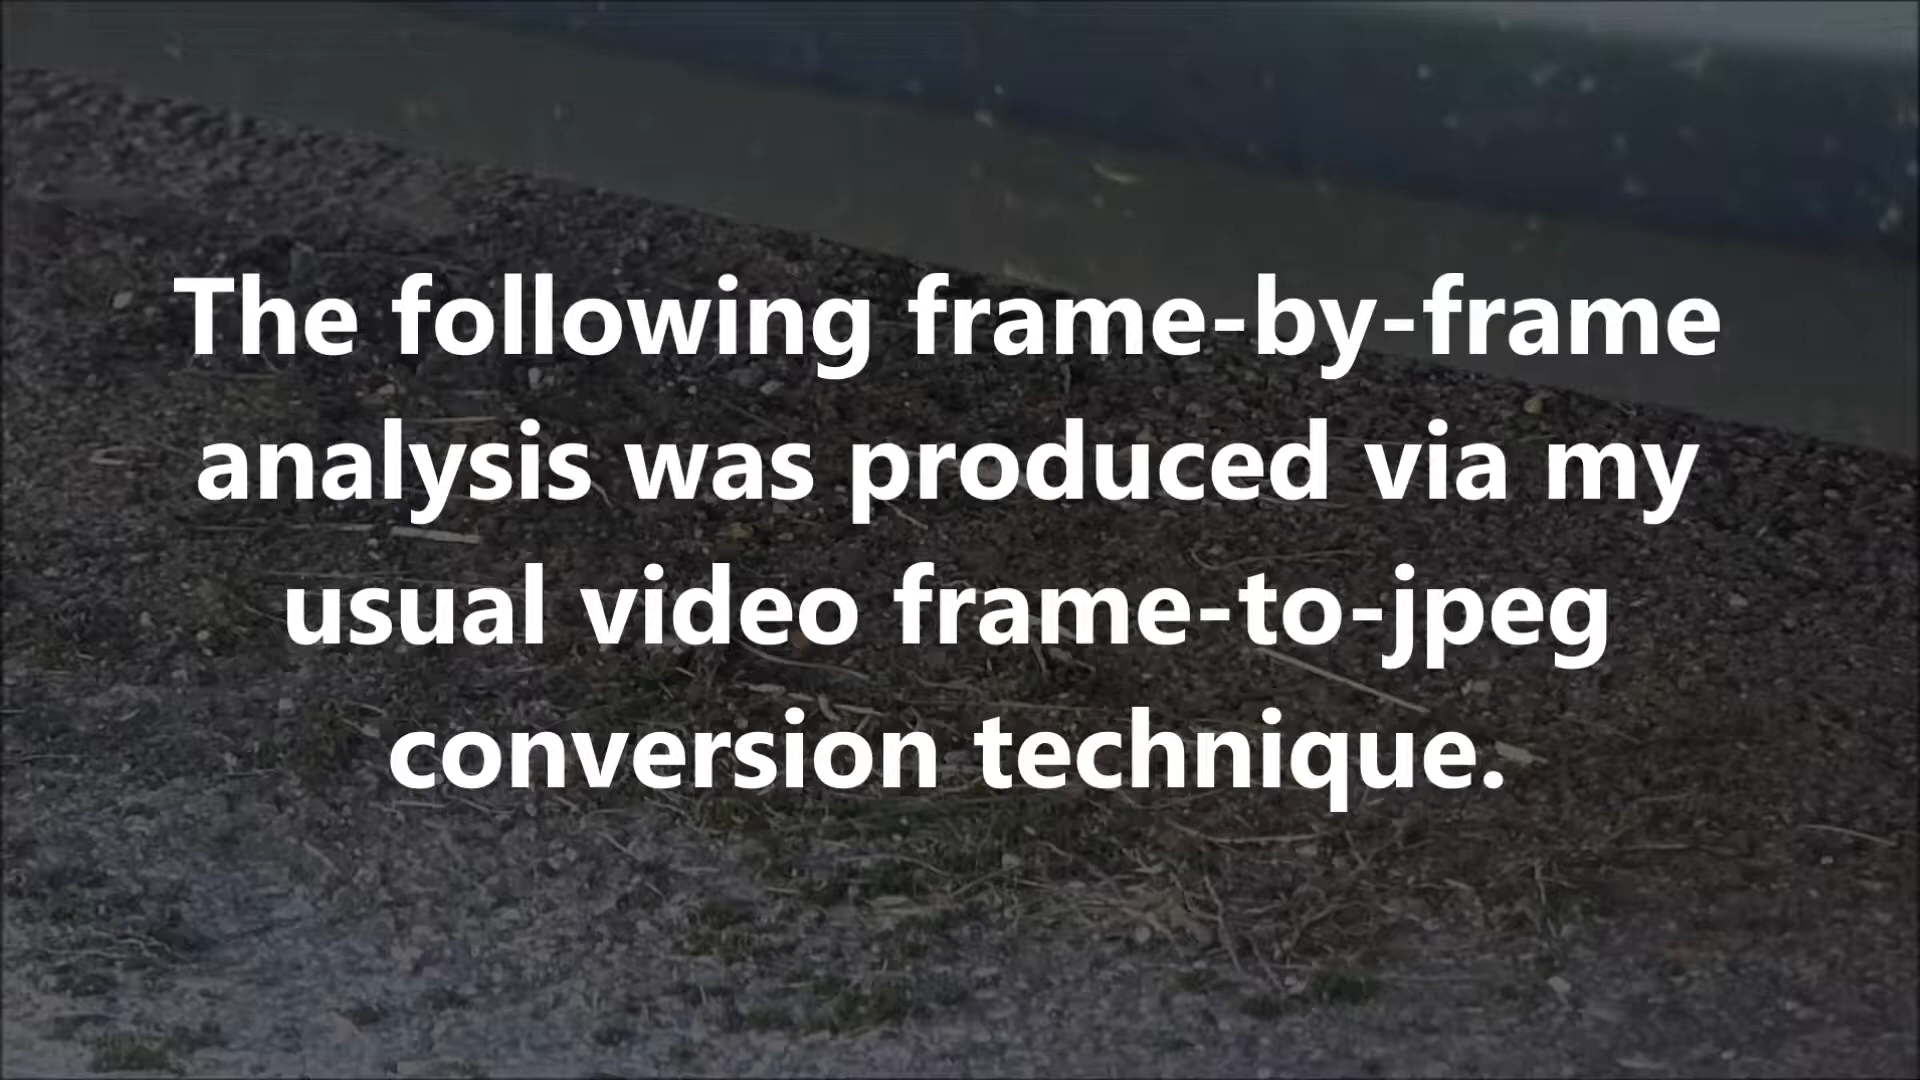 The following frame-by-frame
analysis was produced via my
usual video frame-to-jpeg
conversion technique.